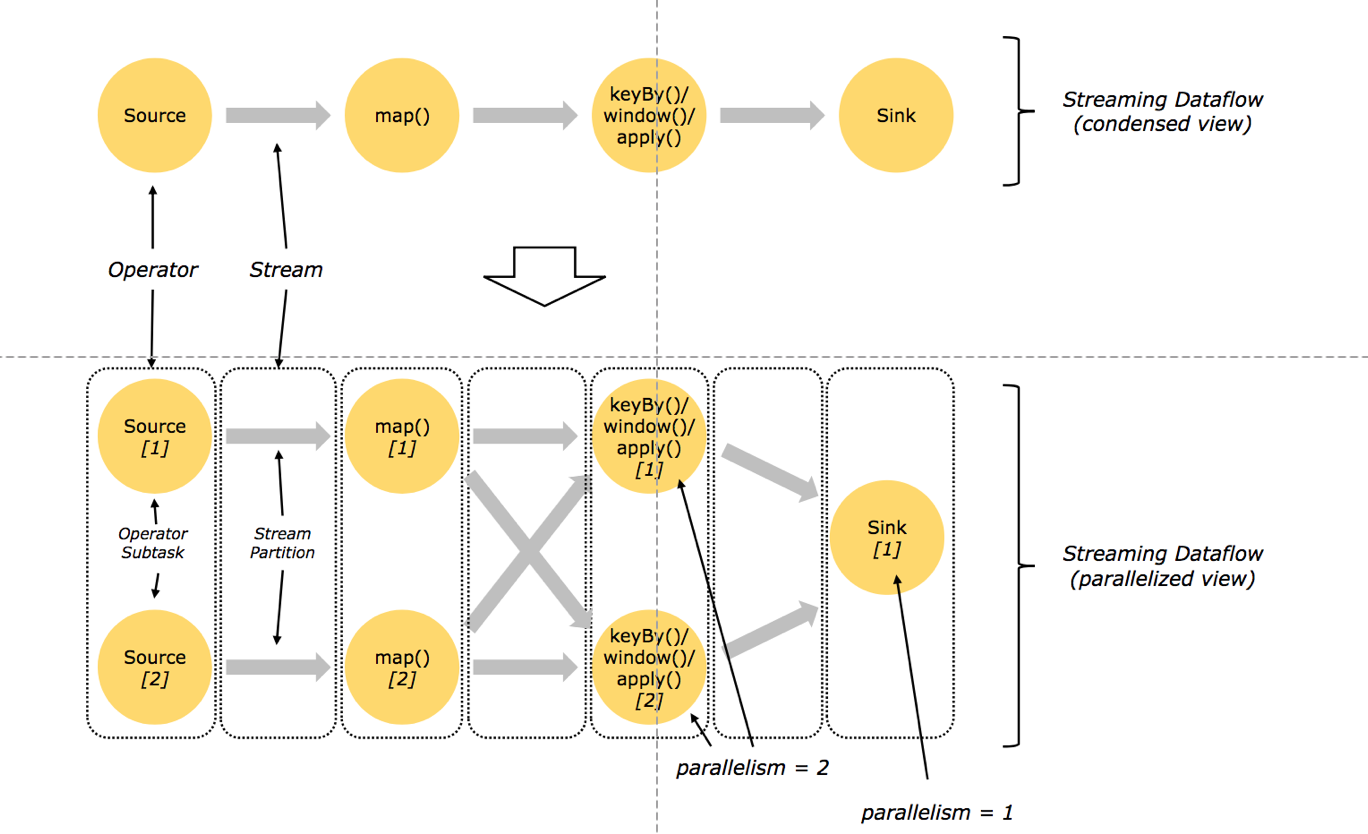 Source
map()
keyBy()/
window()/
apply()
Sink
Streaming Dataflow
(condensed view)
Operator
Stream
Source
[1]
map()
[1]
keyBy()/
window()/
apply()
[1]
Operator
Subtask
Stream
Partition
Sink
[1]
Streaming Dataflow
(parallelized view)
Source
[2]
map()
[2]
keyBy()/
window()/
apply()
[2]
parallelism = 2
parallelism = 1